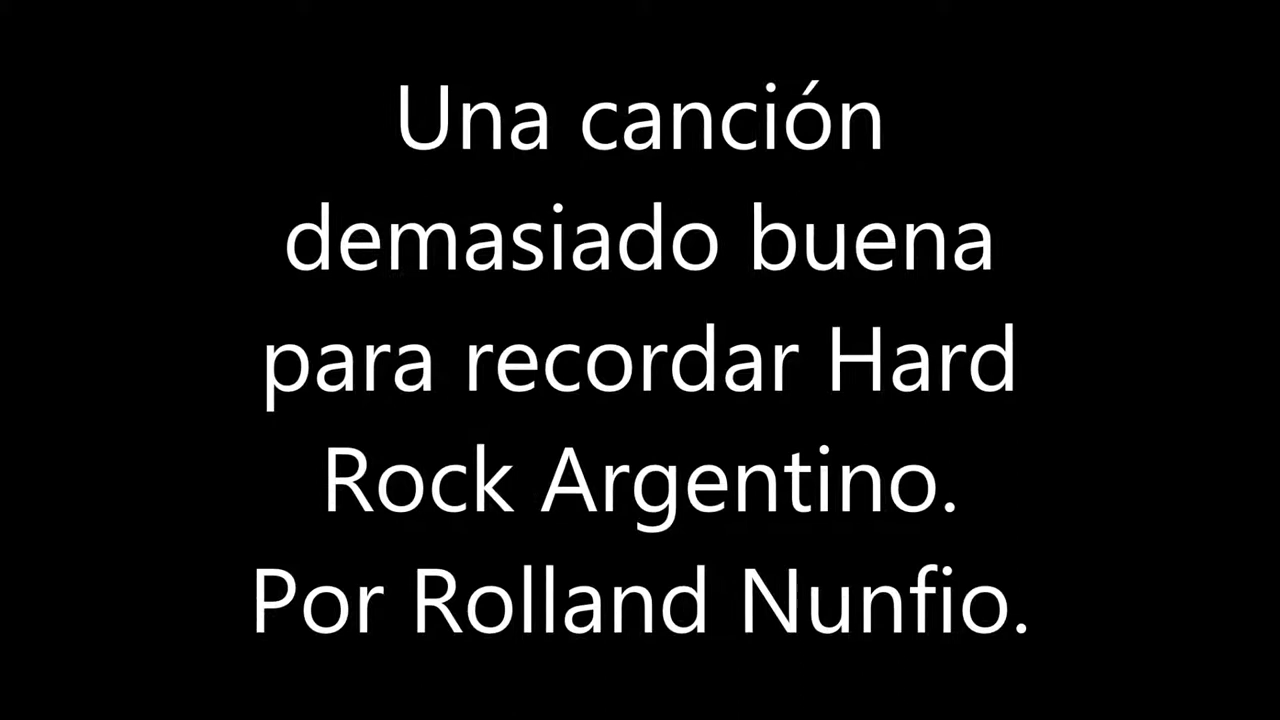 Una canción
demasiado buena
para recordar Hard
Rock Argentino.
Por Rolland Nunfio.